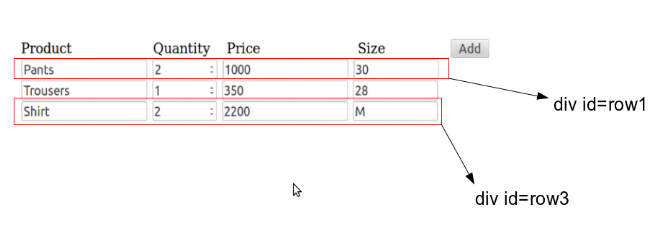 Product Quantity Price Size Add
Pants 2 1000 30
Trousers 1 350 28
div id=row1
Shirt 2 2200 M
div id=row3